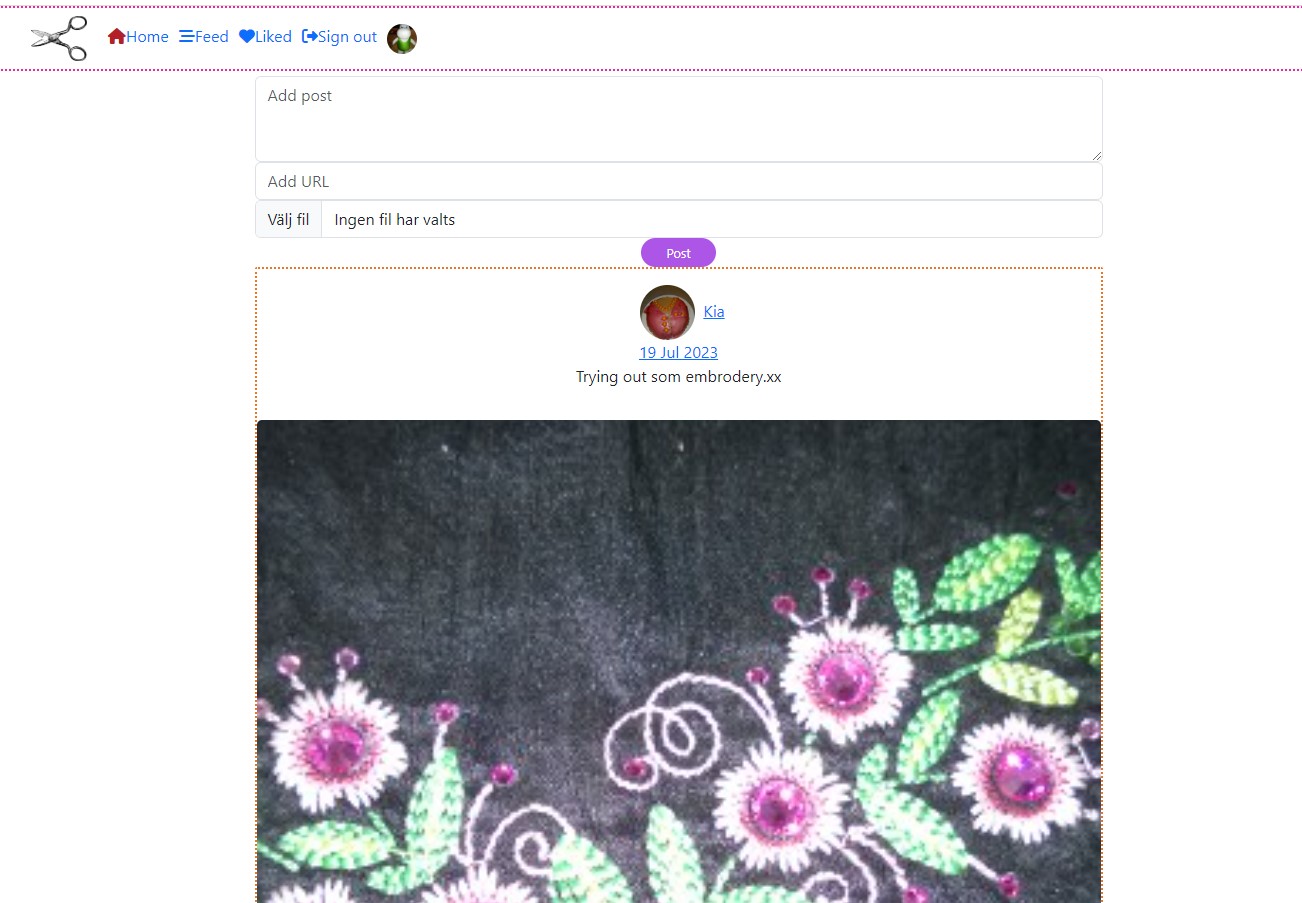 Home Feed Liked Sign out
Add post
Add URL
Välj fil Ingen fil har valts
Post
Kia
19 Jul 2023
Trying out som embrodery.xx